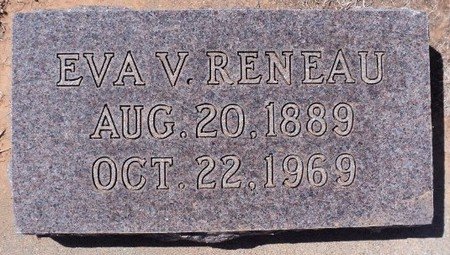 EVA V. RENEAU
AUG. 20, 1889
OCT. 22, 1969